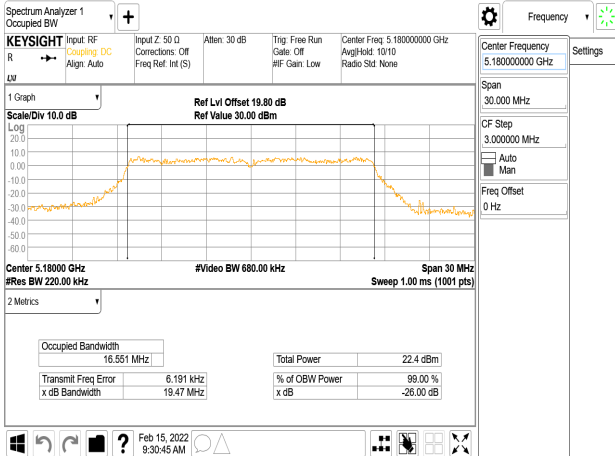 Spectrum Analyzer 1
Occupied BW
Frequency
KEYSIGHT
R
LXI
Input: RF
Coupling: DC
Align: Auto
Input Z: 50 Ω
Corrections: Off
Freq Ref: Int (S)
Atten: 30 dB
Trig: Free Run
Gate: Off
#IF Gain: Low
Center Freq: 5.180000000 GHz
Avg|Hold: 10/10
Radio Std: None
Center Frequency
5.180000000 GHz
Settings
Span
30.000 MHz
CF Step
3.000000 MHz
Auto
Man
Freq Offset
0 Hz
1 Graph
Scale/Div 10.0 dB
Ref Lvl Offset 19.80 dB
Ref Value 30.00 dBm
Log
20.0
10.0
0.00
-10.0
-20.0
-30.0
-40.0
-50.0
-60.0
Center 5.18000 GHz
#Res BW 220.00 kHz
#Video BW 680.00 kHz
Span 30 MHz
Sweep 1.00 ms (1001 pts)
2 Metrics
Occupied Bandwidth
16.551 MHz
Total Power 22.4 dBm
Transmit Freq Error 6.191 kHz
x dB Bandwidth 19.47 MHz
% of OBW Power 99.00 %
x dB -26.00 dB
?
Feb 15, 2022
9:30:45 AM